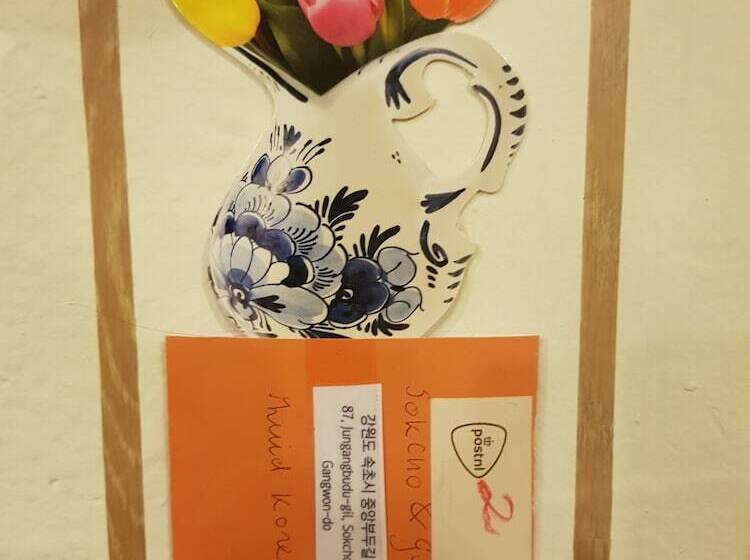 postnl
2
Sokcho &
강원도 속초시 중앙부두길
87, Jungangbudu-gil, Sokch
Gangwon-do
Zuid Kore